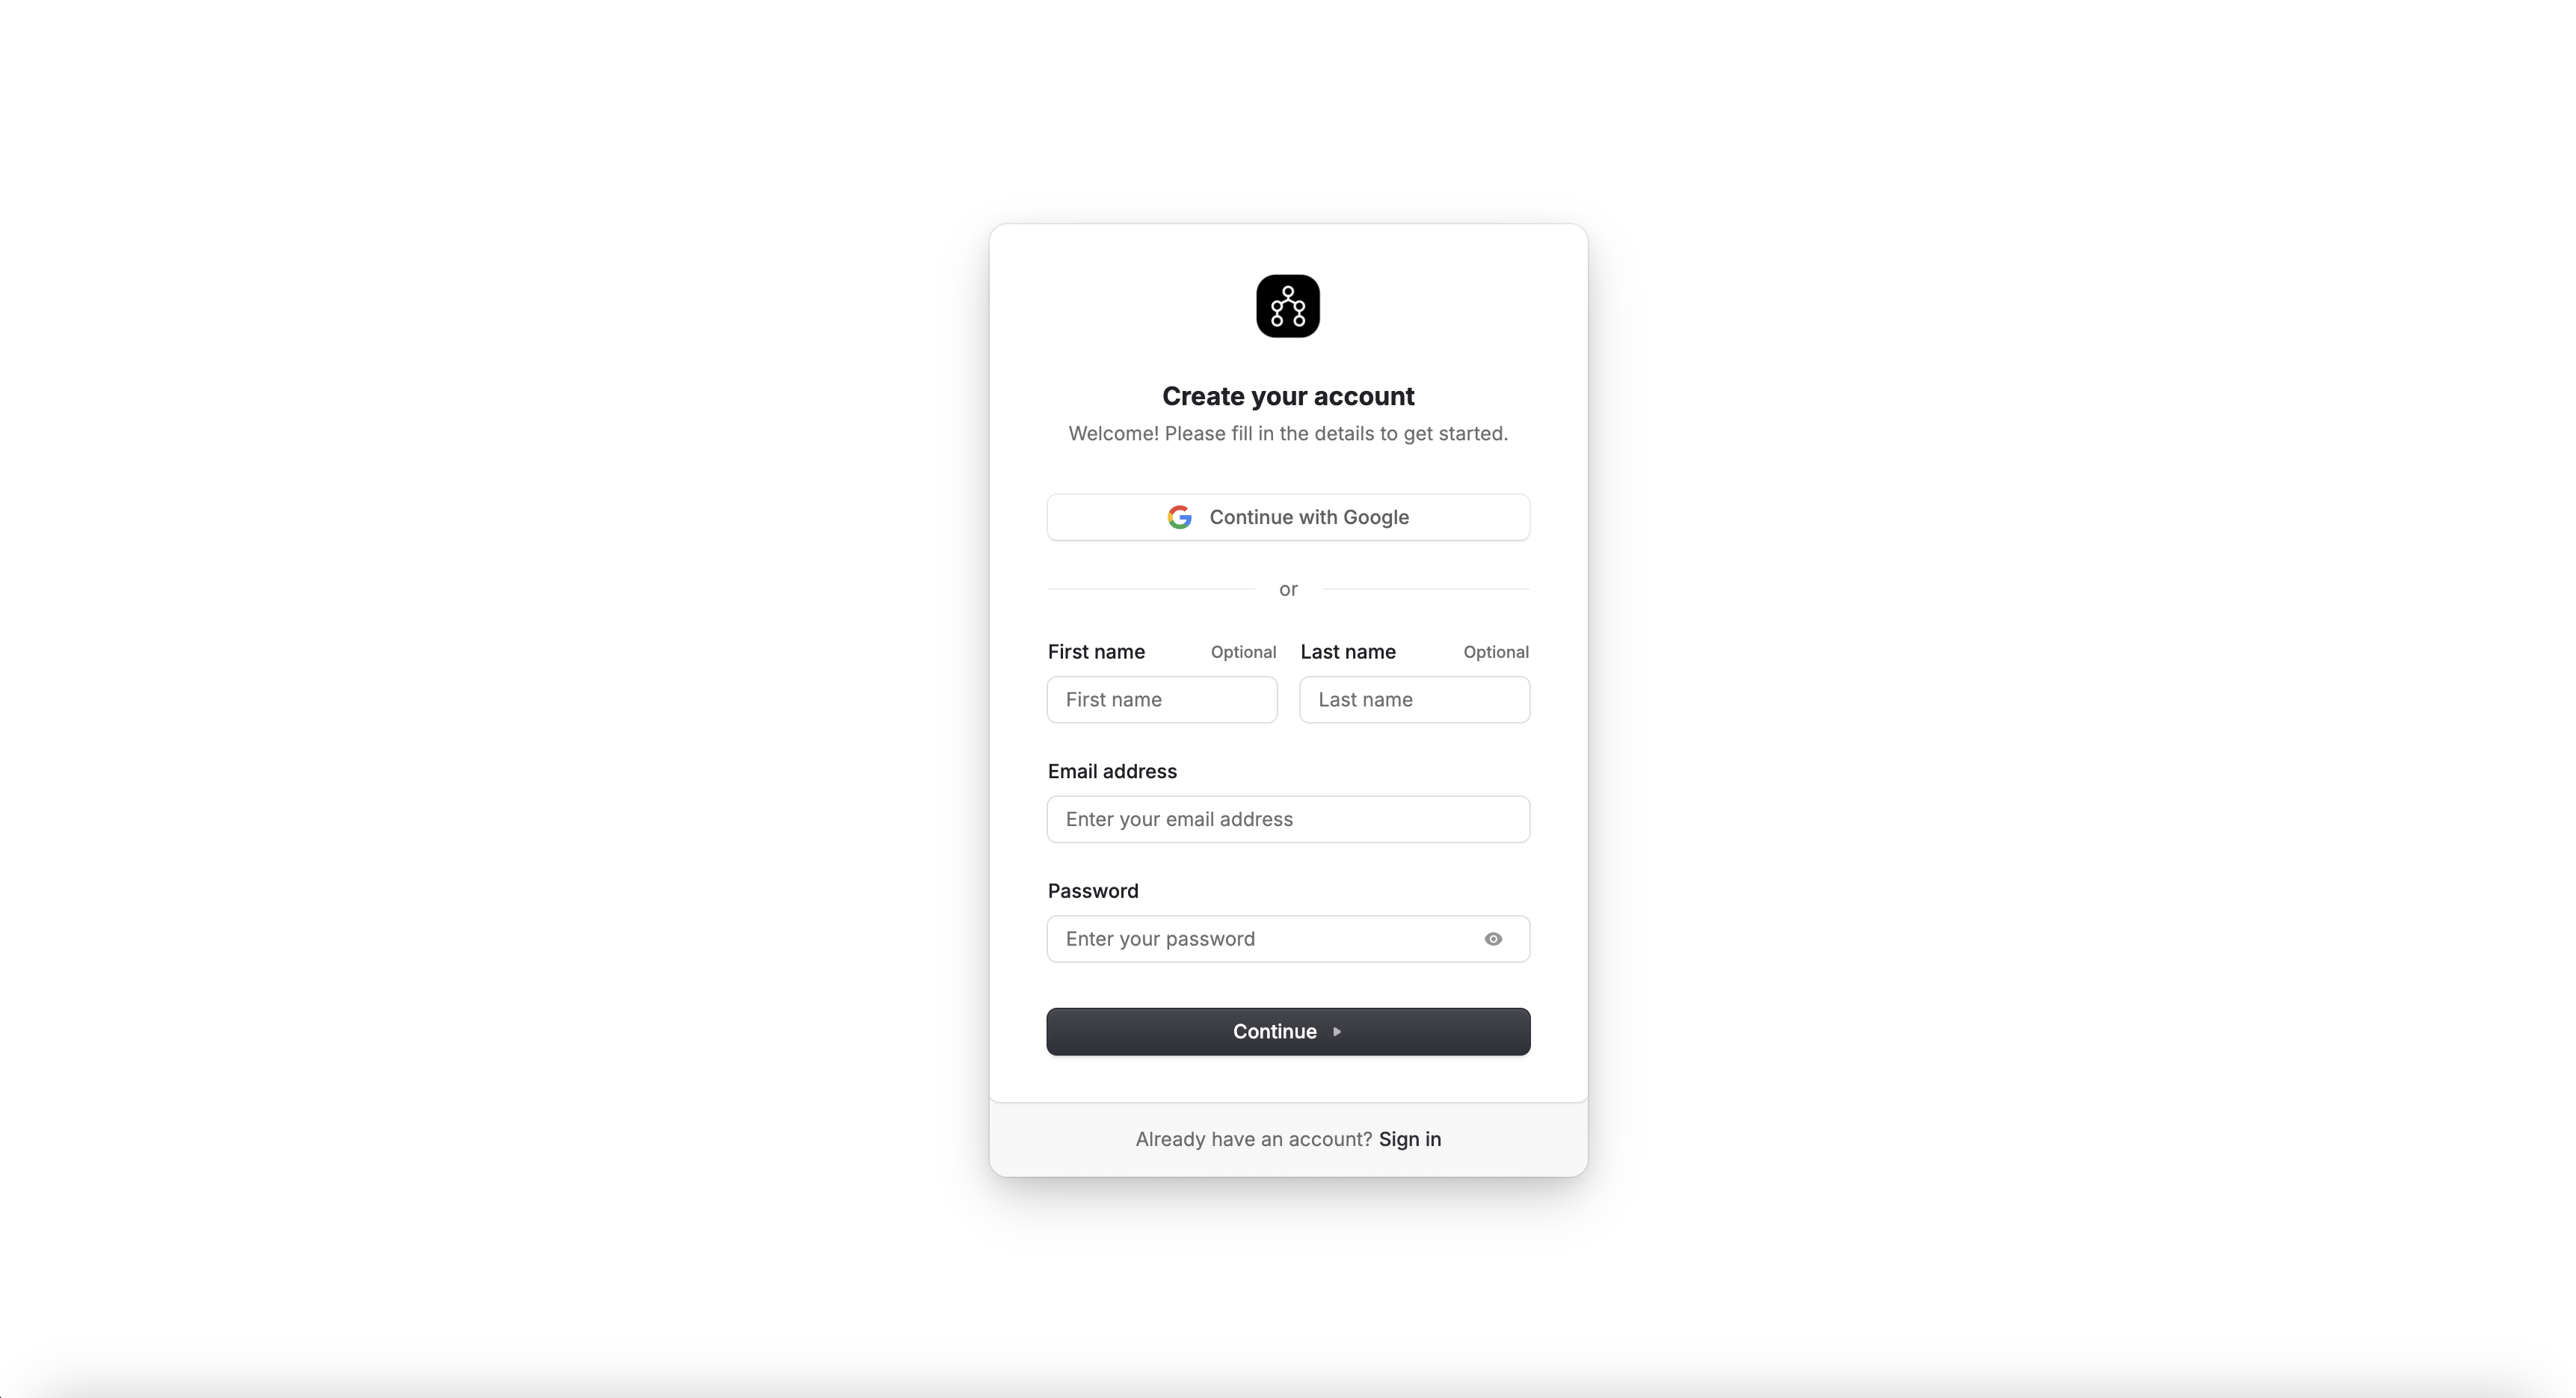 Create your account
Welcome! Please fill in the details to get started.
Continue with Google
or
First name Optional Last name Optional
First name Last name
Email address
Enter your email address
Password
Enter your password
Continue
Already have an account? Sign in